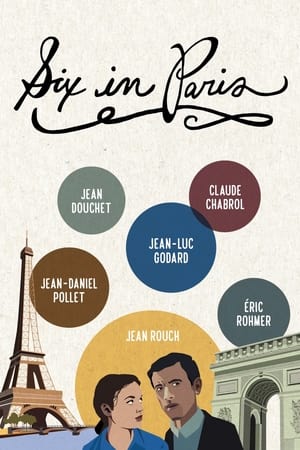 Six in Paris
JEAN
DOUCHET
CLAUDE
CHABROL
JEAN-LUC
GODARD
JEAN-DANIEL
POLLET
ÉRIC
ROHMER
JEAN ROUCH